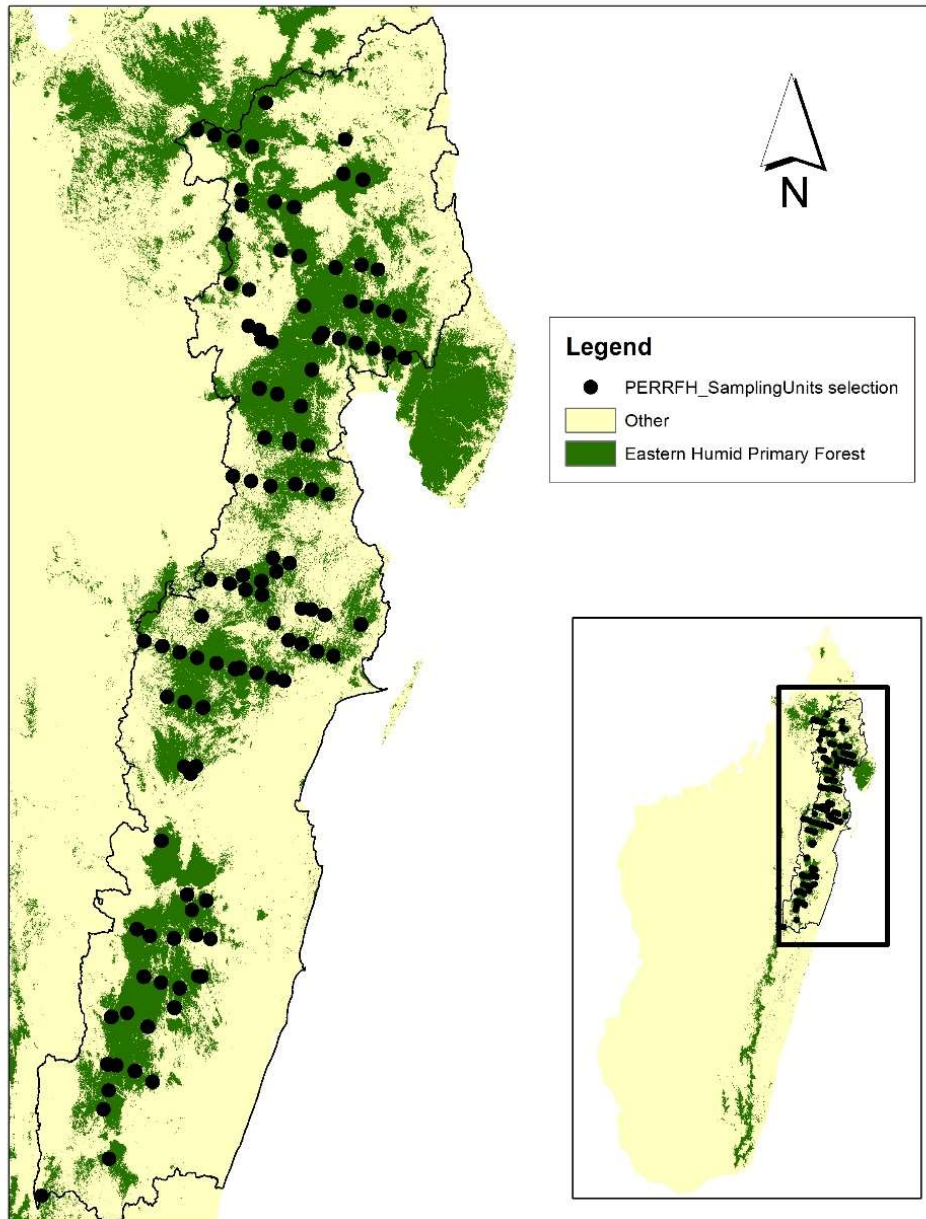 N
Legend
PERRFH_SamplingUnits selection
Other
Eastern Humid Primary Forest